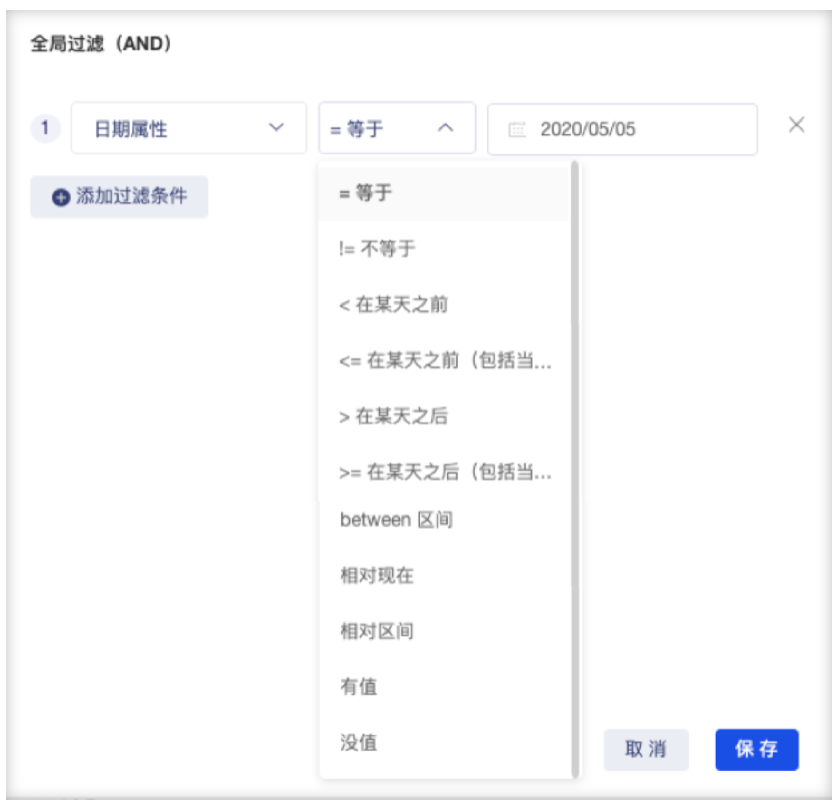 全局过滤（AND）
1 日期属性 = 等于 2020/05/05
添加过滤条件
= 等于
!= 不等于
< 在某天之前
<= 在某天之前（包括当...
> 在某天之后
>= 在某天之后（包括当...
between 区间
相对现在
相对区间
有值
没值
取消 保存